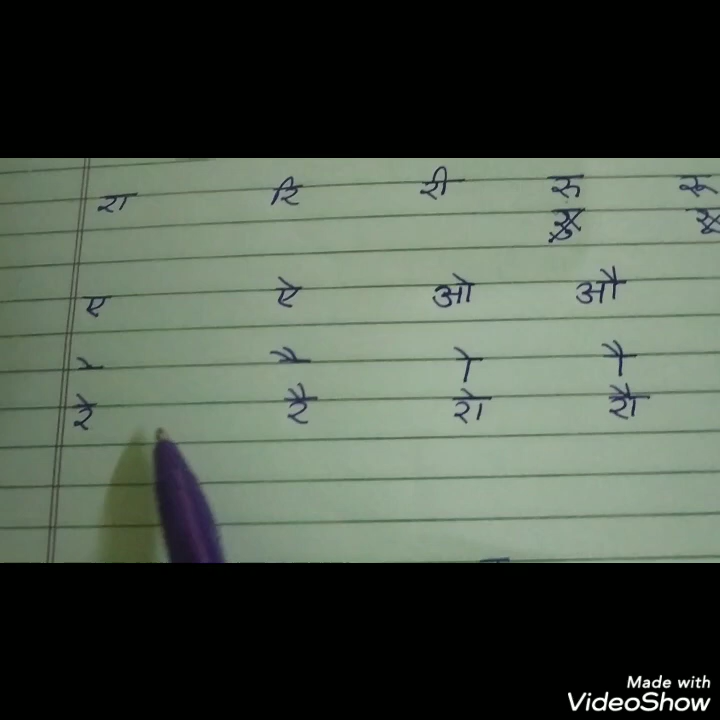 रा रि री रु रू
ए ऐ ओ औ
े ै ो ौ
रे रै रो रौ
Made with
VideoShow